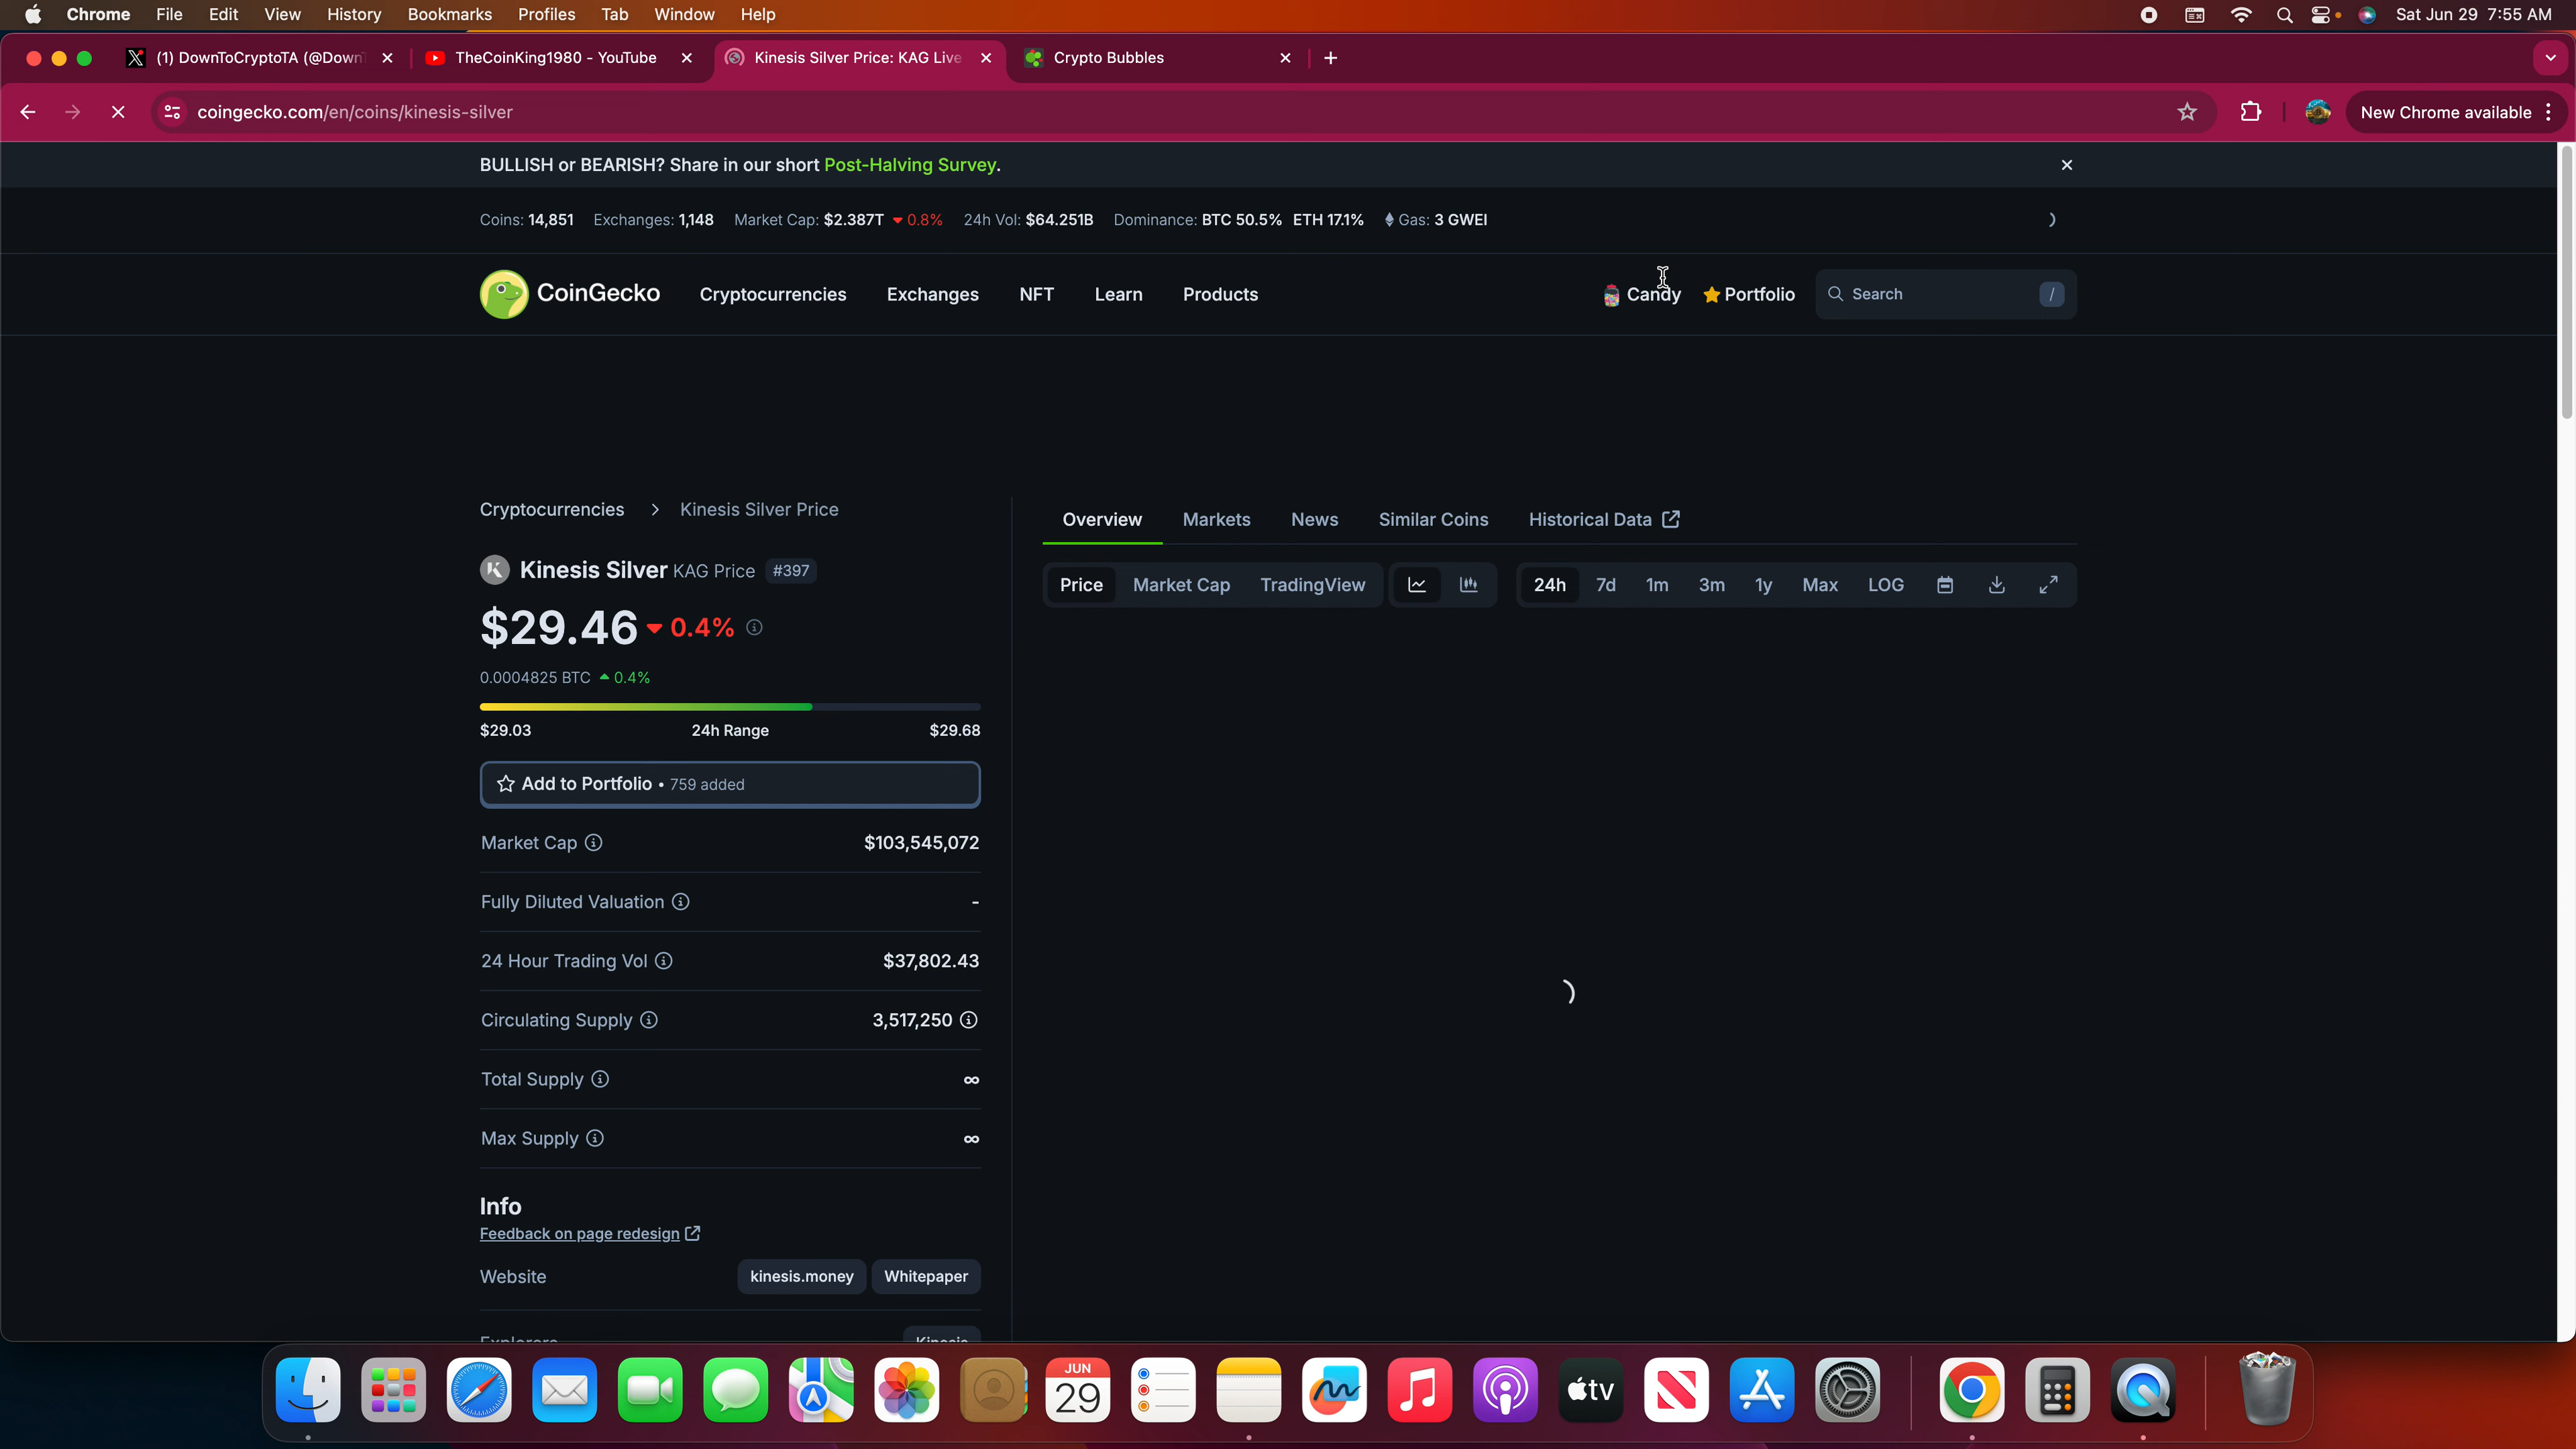 Chrome File Edit View History Bookmarks Profiles Tab Window Help Sat Jun 29 7:55 AM
(1) DownToCryptoTA (@Down
TheCoinKing1980 - YouTube
Kinesis Silver Price: KAG Live
Crypto Bubbles
coingecko.com/en/coins/kinesis-silver
New Chrome available
BULLISH or BEARISH? Share in our short Post-Halving Survey.
Coins: 14,851 Exchanges: 1,148 Market Cap: $2.387T 0.8% 24h Vol: $64.251B Dominance: BTC 50.5% ETH 17.1% Gas: 3 GWEI
CoinGecko Cryptocurrencies Exchanges NFT Learn Products Candy Portfolio Search /
Cryptocurrencies > Kinesis Silver Price
Overview Markets News Similar Coins Historical Data
Kinesis Silver KAG Price #397
Price Market Cap TradingView 24h 7d 1m 3m 1y Max LOG
$29.46 0.4%
0.0004825 BTC 0.4%
$29.03 24h Range $29.68
Add to Portfolio • 759 added
Market Cap $103,545,072
Fully Diluted Valuation -
24 Hour Trading Vol $37,802.43
Circulating Supply 3,517,250
Total Supply ∞
Max Supply ∞
Info
Feedback on page redesign
Website kinesis.money Whitepaper
Explorers Kinesis
JUN
29
tv